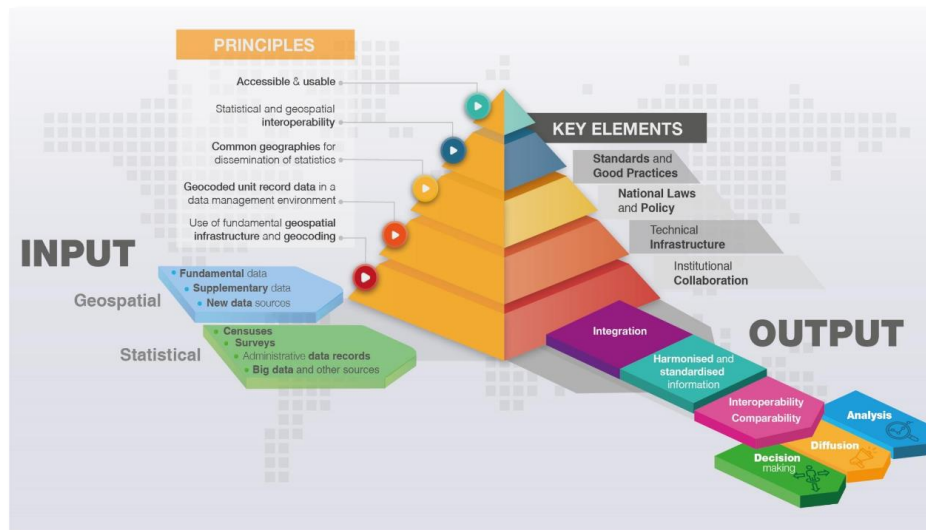 PRINCIPLES
Accessible & usable
Statistical and geospatial
interoperability
Common geographies for
dissemination of statistics
Geocoded unit record data in a
data management environment
Use of fundamental geospatial
infrastructure and geocoding
KEY ELEMENTS
Standards and
Good Practices
National Laws
and Policy
Technical
Infrastructure
Institutional
Collaboration
INPUT
Geospatial
Fundamental data
Supplementary data
New data sources
Statistical
Censuses
Surveys
Administrative data records
Big data and other sources
OUTPUT
Integration
Harmonised and
standardised
information
Interoperability
Comparability
Analysis
Diffusion
Decision
making